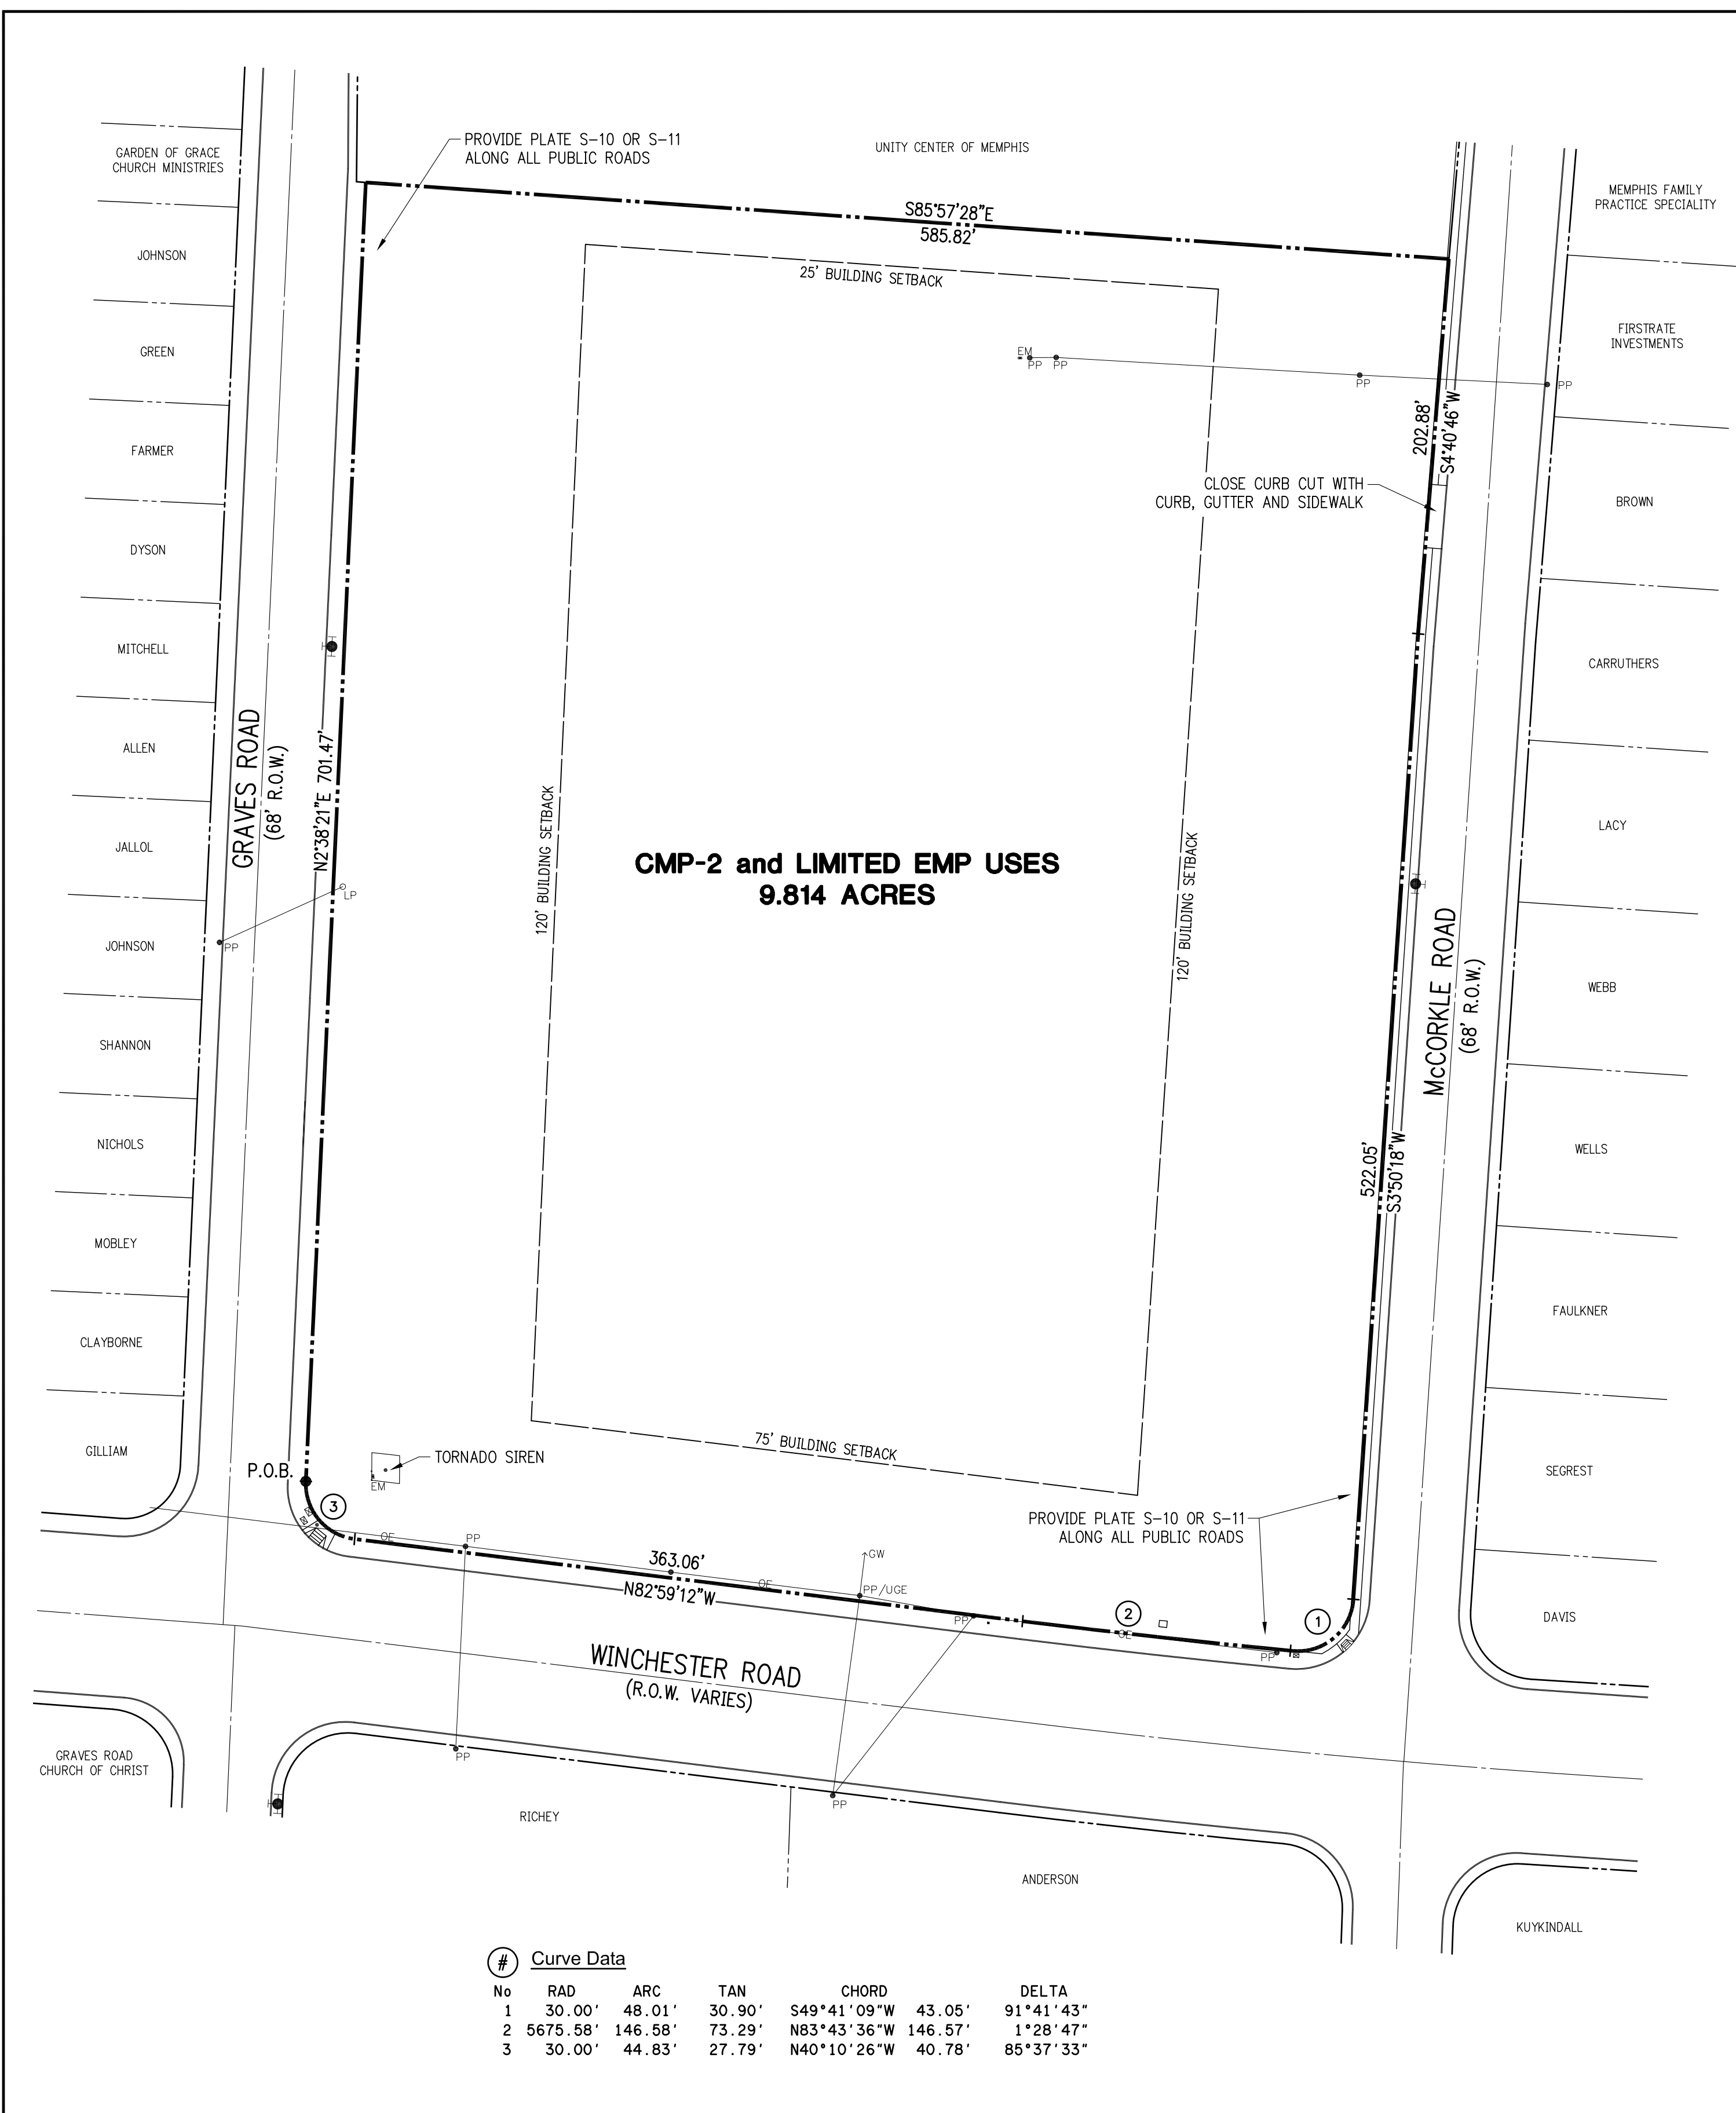 PROVIDE PLATE S-10 OR S-11
ALONG ALL PUBLIC ROADS
UNITY CENTER OF MEMPHIS
GARDEN OF GRACE
CHURCH MINISTRIES
MEMPHIS FAMILY
PRACTICE SPECIALITY
S85°57'28"E
585.82'
JOHNSON
25' BUILDING SETBACK
FIRSTRATE
INVESTMENTS
GREEN
EM
PP
PP
PP
PP
202.88'
S4°40'46"W
FARMER
CLOSE CURB CUT WITH
CURB, GUTTER AND SIDEWALK
BROWN
DYSON
MITCHELL
CARRUTHERS
ALLEN
GRAVES ROAD
(68' R.O.W.)
N2°38'21"E 701.47'
120' BUILDING SETBACK
JALLOL
LACY
CMP-2 and LIMITED EMP USES
9.814 ACRES
120' BUILDING SETBACK
LP
PP
JOHNSON
McCORKLE ROAD
(68' R.O.W.)
WEBB
SHANNON
NICHOLS
WELLS
522.05'
S3°50'18"W
MOBLEY
FAULKNER
CLAYBORNE
GILLIAM
75' BUILDING SETBACK
TORNADO SIREN
P.O.B.
EM
SEGREST
3
PROVIDE PLATE S-10 OR S-11
ALONG ALL PUBLIC ROADS
OE
PP
363.06'
N82°59'12"W
GW
OE
PP/UGE
PP
2
OE
1
PP
DAVIS
WINCHESTER ROAD
(R.O.W. VARIES)
GRAVES ROAD
CHURCH OF CHRIST
PP
PP
RICHEY
ANDERSON
KUYKINDALL
# Curve Data
No RAD ARC TAN CHORD DELTA
1 30.00' 48.01' 30.90' S49°41'09"W 43.05' 91°41'43"
2 5675.58' 146.58' 73.29' N83°43'36"W 146.57' 1°28'47"
3 30.00' 44.83' 27.79' N40°10'26"W 40.78' 85°37'33"